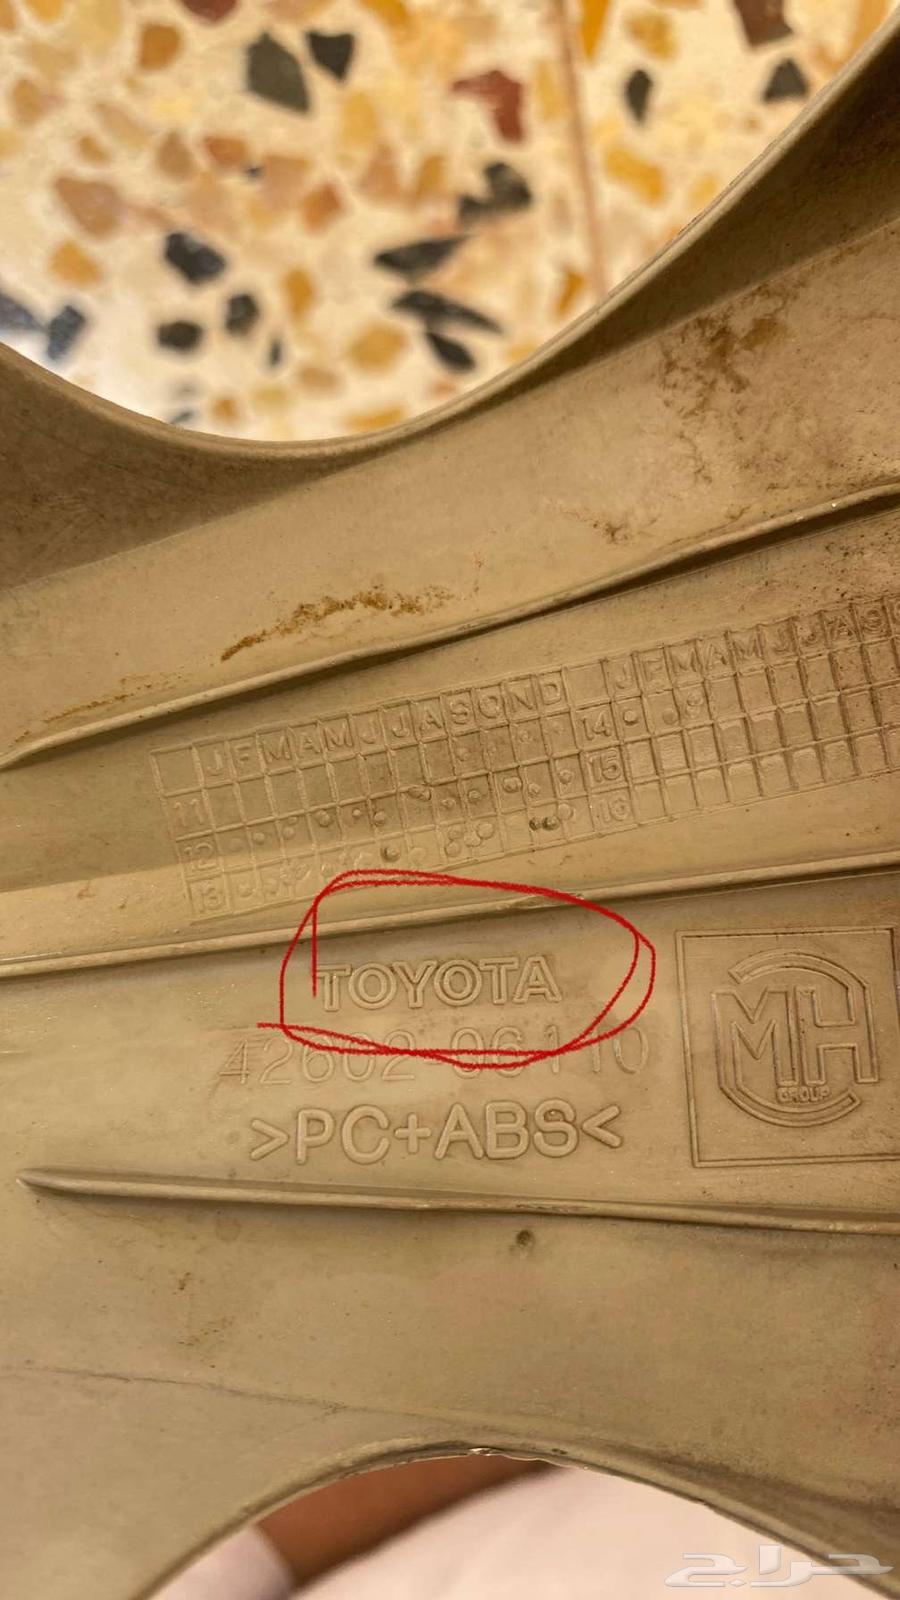 J F M A M J J A S O N D
J F M A M J J A S
11
14
12
15
13
16
TOYOTA
42602-06110
>PC+ABS<
MH
GROUP
حراج